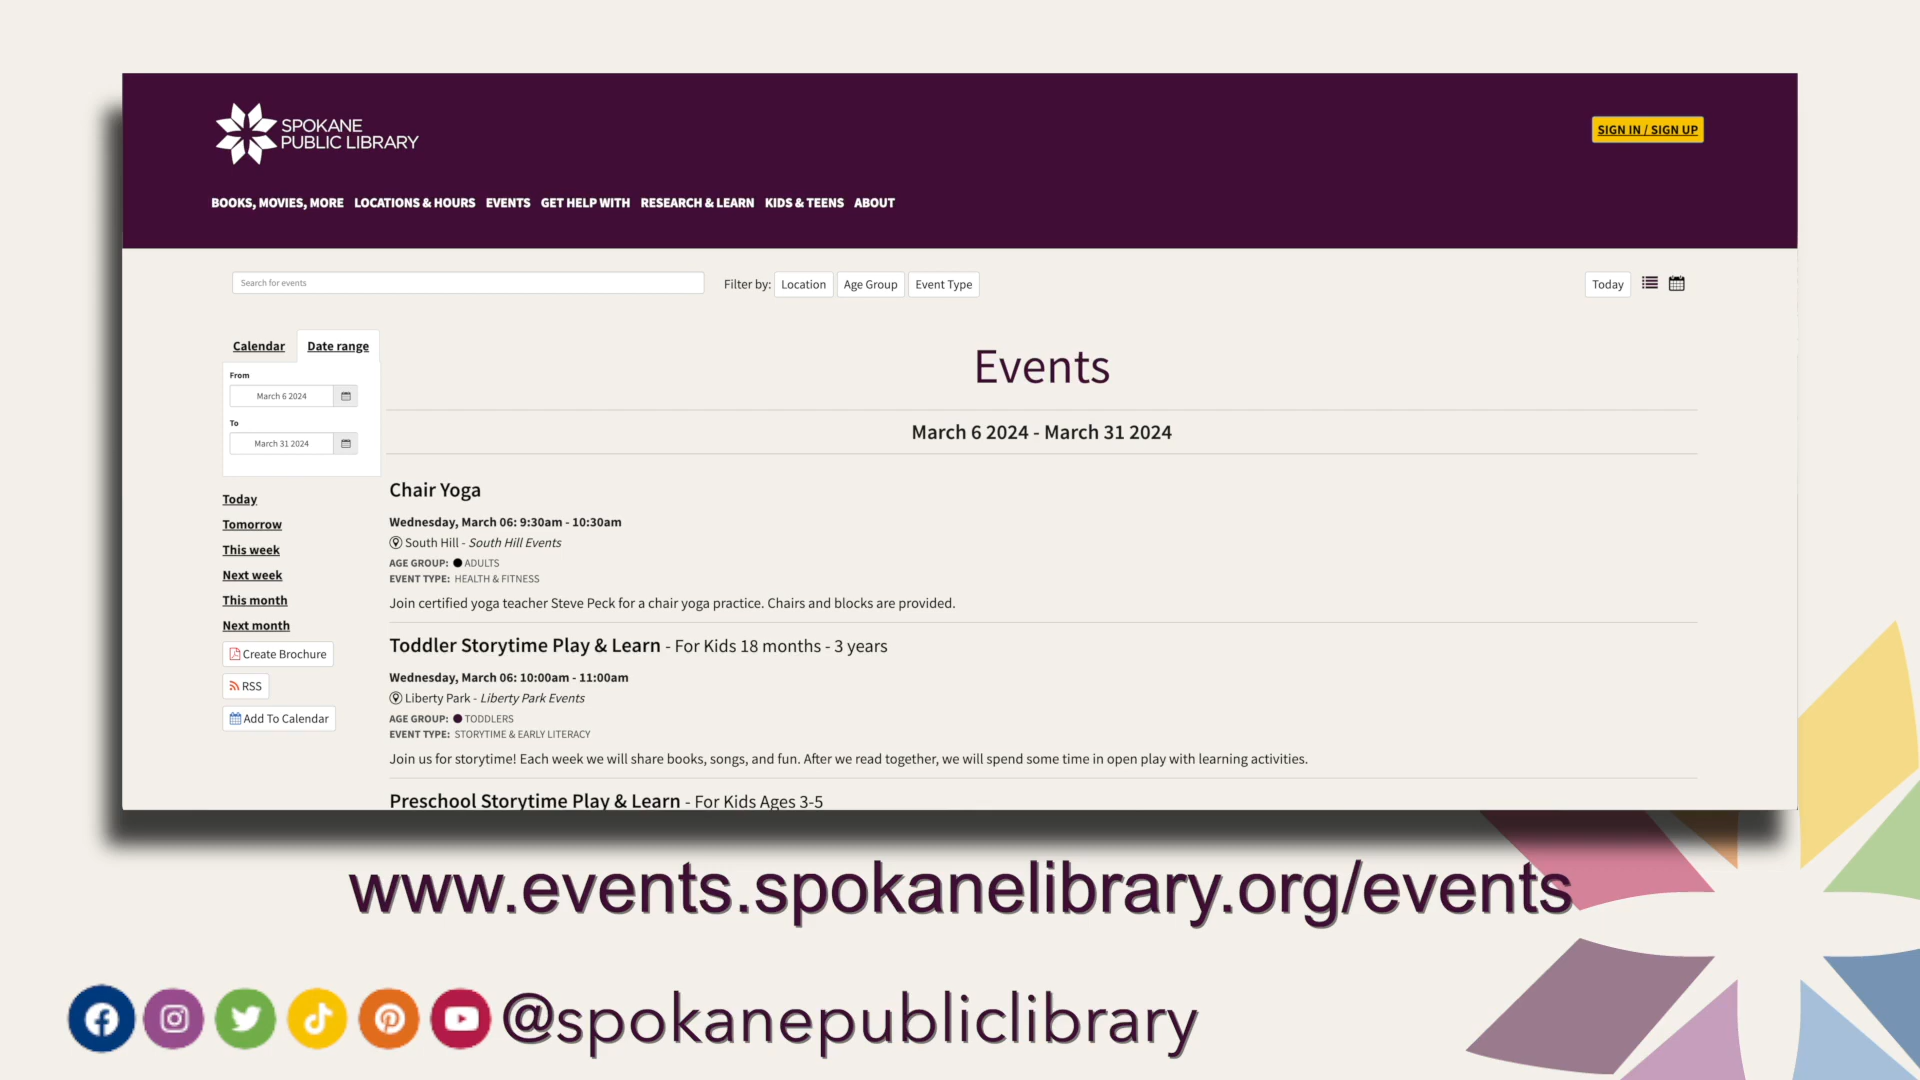 SPOKANE
PUBLIC LIBRARY
SIGN IN / SIGN UP
BOOKS, MOVIES, MORE LOCATIONS & HOURS EVENTS GET HELP WITH RESEARCH & LEARN KIDS & TEENS ABOUT
Search for events
Filter by: Location Age Group Event Type
Today
Calendar Date range
From
March 6 2024
To
March 31 2024
Today
Tomorrow
This week
Next week
This month
Next month
Create Brochure
RSS
Add To Calendar
Events
March 6 2024 - March 31 2024
Chair Yoga
Wednesday, March 06: 9:30am - 10:30am
South Hill - South Hill Events
AGE GROUP: ADULTS
EVENT TYPE: HEALTH & FITNESS
Join certified yoga teacher Steve Peck for a chair yoga practice. Chairs and blocks are provided.
Toddler Storytime Play & Learn - For Kids 18 months - 3 years
Wednesday, March 06: 10:00am - 11:00am
Liberty Park - Liberty Park Events
AGE GROUP: TODDLERS
EVENT TYPE: STORYTIME & EARLY LITERACY
Join us for storytime! Each week we will share books, songs, and fun. After we read together, we will spend some time in open play with learning activities.
Preschool Storytime Play & Learn - For Kids Ages 3-5
www.events.spokanelibrary.org/events
@spokanepubliclibrary